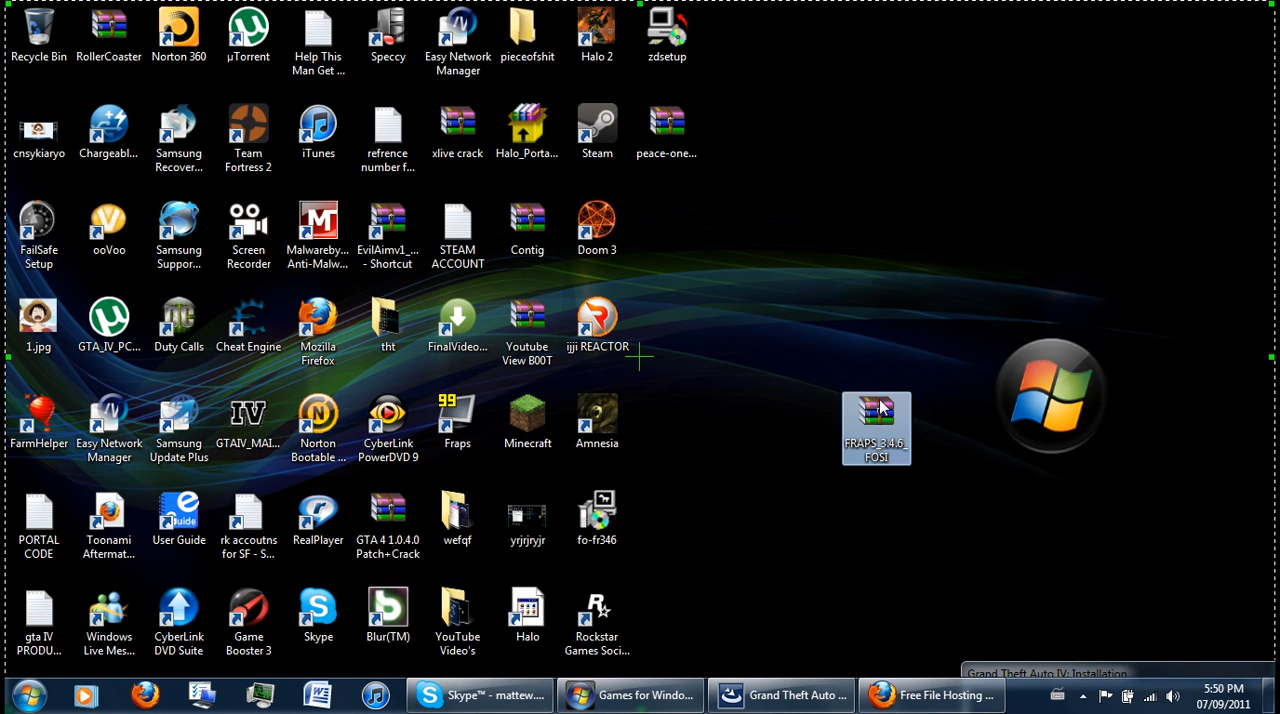 Recycle Bin
RollerCoaster
Norton 360
µTorrent
Help This
Man Get ...
Speccy
Easy Network
Manager
pieceofshit
Halo 2
zdsetup
cnsykiaryo
Chargeabl...
Samsung
Recover...
Team
Fortress 2
iTunes
refrence
number f...
xlive crack
Halo_Porta...
Steam
peace-one...
FailSafe
Setup
ooVoo
Samsung
Suppor...
Screen
Recorder
Malwareby...
Anti-Malw...
EvilAimv1_...
- Shortcut
STEAM
ACCOUNT
Contig
Doom 3
1.jpg
GTA_IV_PC...
Duty Calls
Cheat Engine
Mozilla
Firefox
tht
FinalVideo...
Youtube
View B00T
ijji REACTOR
FarmHelper
Easy Network
Manager
Samsung
Update Plus
IV
GTAIV_MAI...
Norton
Bootable ...
CyberLink
PowerDVD 9
99
Fraps
Minecraft
Amnesia
FRAPS_3.4.6_
FOSI
PORTAL
CODE
Toonami
Aftermat...
User Guide
rk accoutns
for SF - S...
RealPlayer
GTA 4 1.0.4.0
Patch+Crack
wefqf
yrjrjryjr
fo-fr346
gta IV
PRODU...
Windows
Live Mes...
CyberLink
DVD Suite
Game
Booster 3
Skype
Blur(TM)
YouTube
Video's
Halo
Rockstar
Games Soci...
Grand Theft Auto IV: Installation
Skype™ - mattew....
Games for Windo...
Grand Theft Auto ...
Free File Hosting ...
5:50 PM
07/09/2011